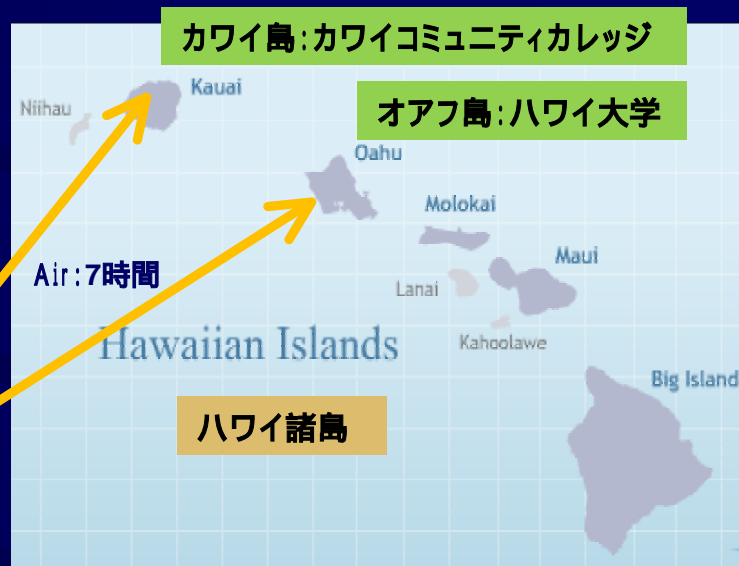 カワイ島:カワイコミュニティカレッジ
Kauai
Niihau
オアフ島:ハワイ大学
Oahu
Molokai
Maui
Air:7時間
Lanai
Hawaiian Islands
Kahoolawe
Big Island
ハワイ諸島